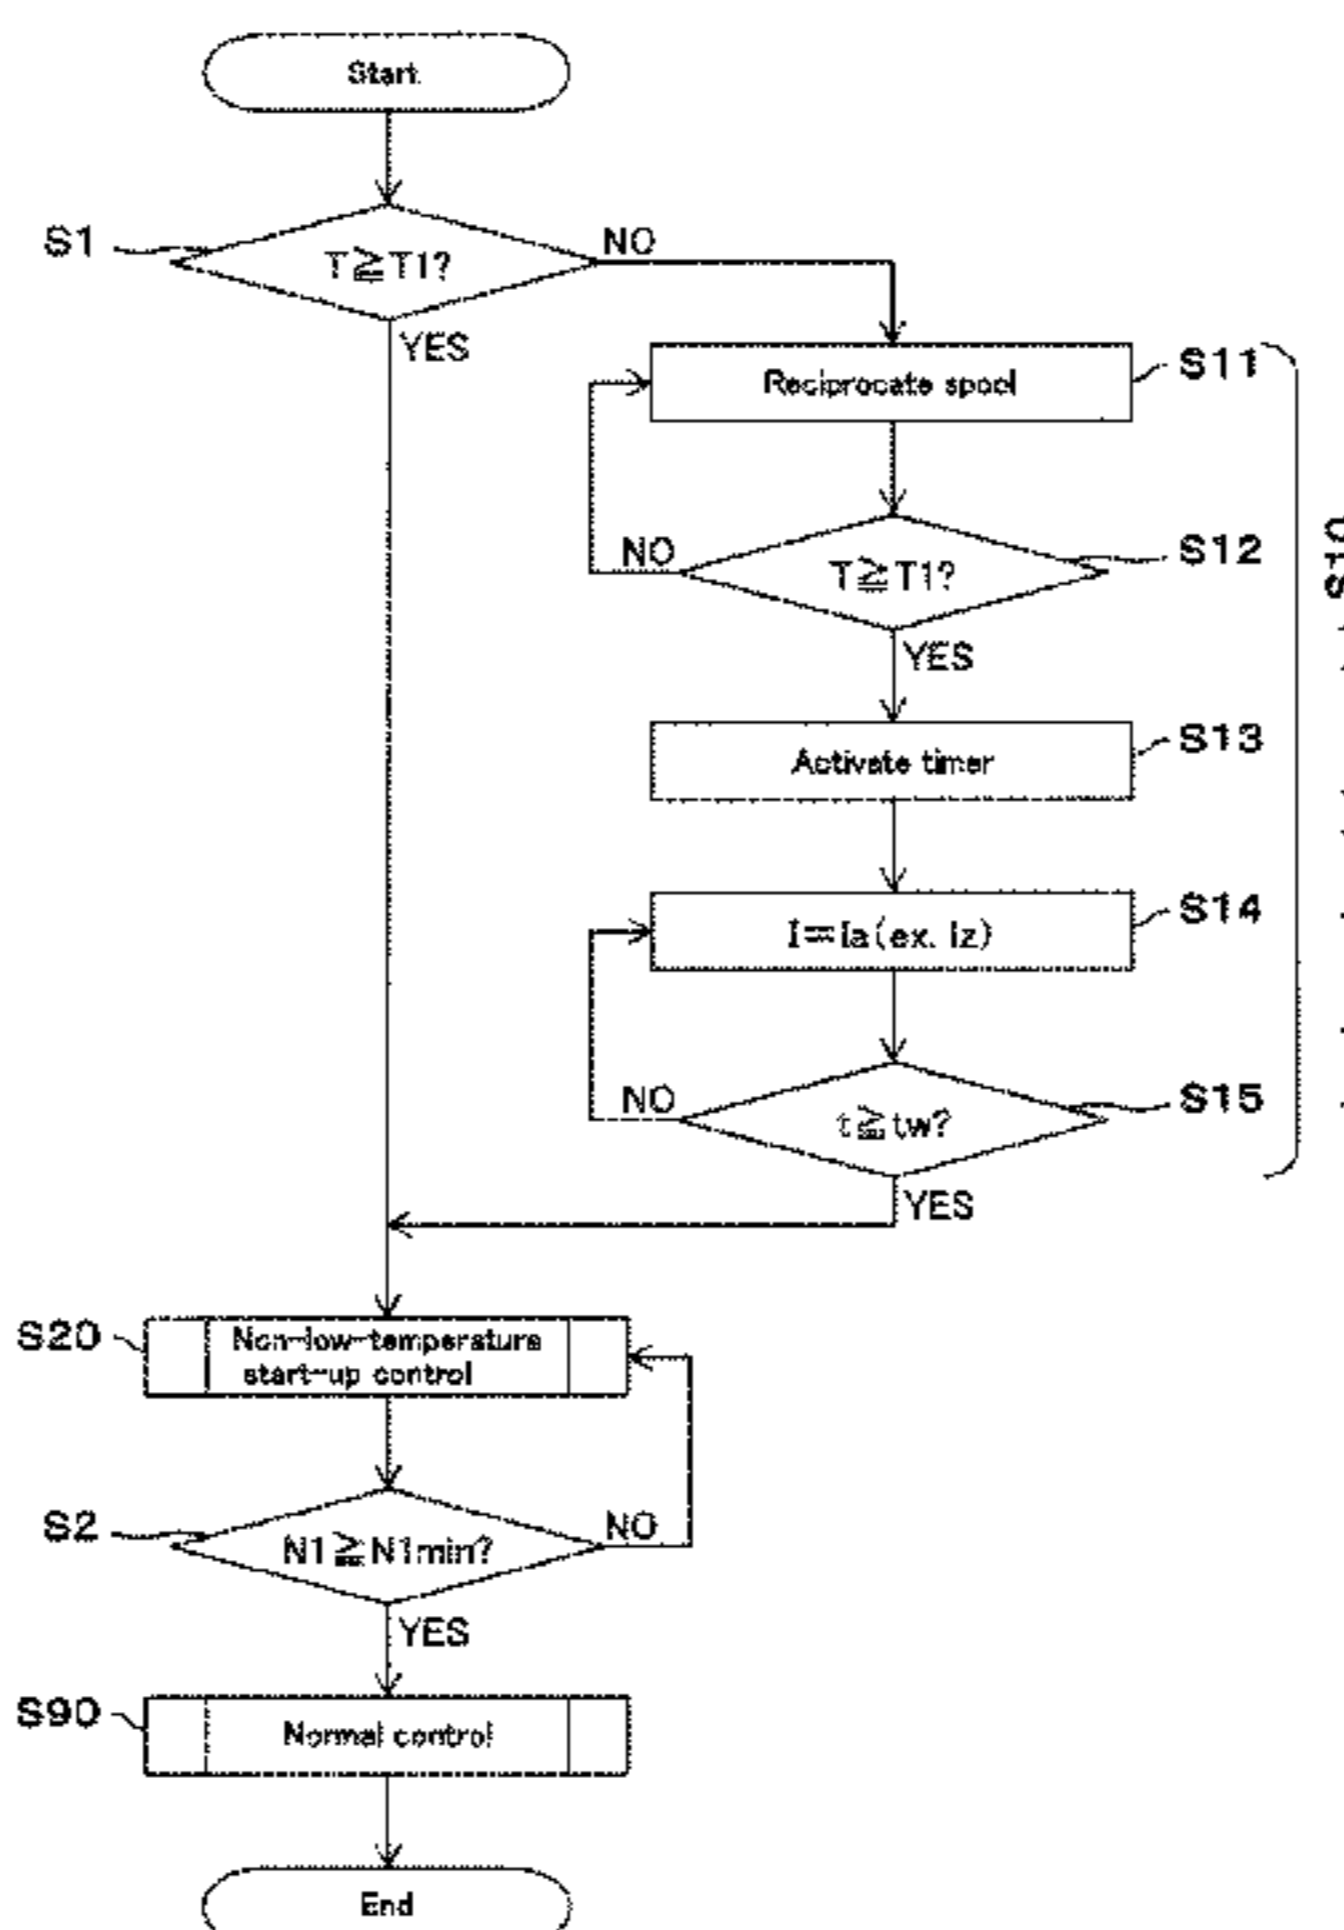 Start
S1
T≧T1?
NO
YES
Reciprocate spool
S11
NO
T≧T1?
S12
YES
Activate timer
S13
I=Ia(ex. Iz)
S14
NO
t≧tw?
S15
YES
S10
S20
Non-low-temperature
start-up control
S2
N1≧N1min?
NO
YES
S90
Normal control
End